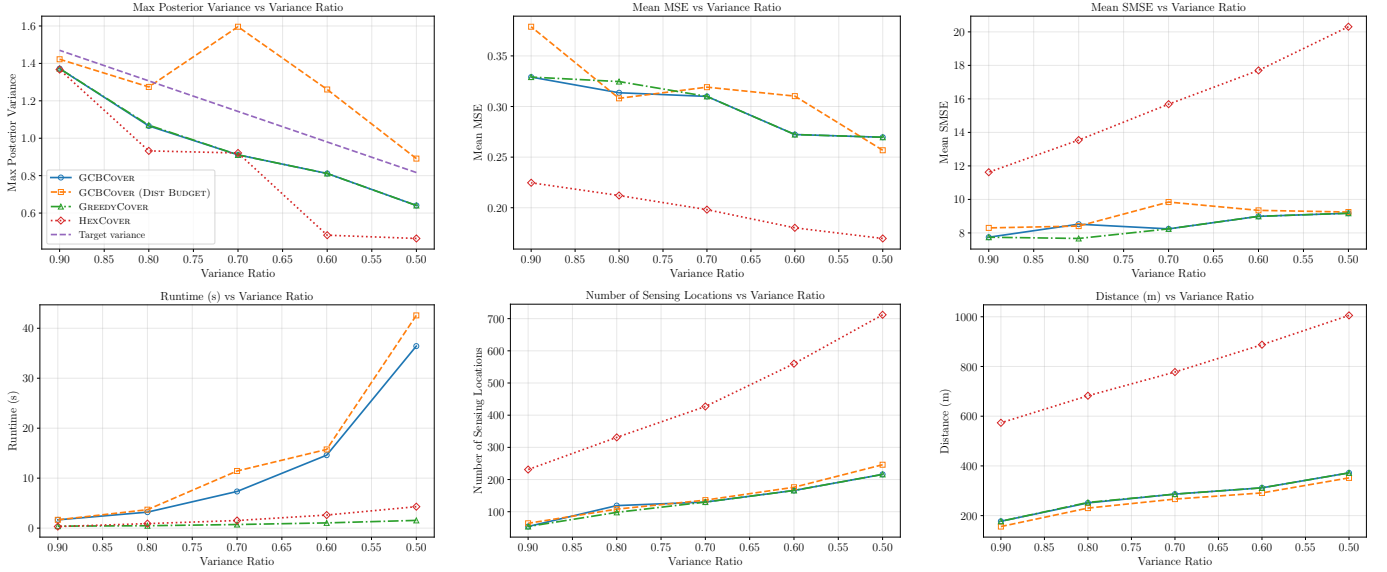 Max Posterior Variance vs Variance Ratio
Max Posterior Variance
1.6
1.4
1.2
1.0
0.8
0.6
GCBCover
GCBCover (Dist Budget)
GreedyCover
HexCover
Target variance
0.90 0.85 0.80 0.75 0.70 0.65 0.60 0.55 0.50
Variance Ratio
Mean MSE vs Variance Ratio
Mean MSE
0.35
0.30
0.25
0.20
0.90 0.85 0.80 0.75 0.70 0.65 0.60 0.55 0.50
Variance Ratio
Mean SMSE vs Variance Ratio
Mean SMSE
20
18
16
14
12
10
8
0.90 0.85 0.80 0.75 0.70 0.65 0.60 0.55 0.50
Variance Ratio
Runtime (s) vs Variance Ratio
Runtime (s)
40
30
20
10
0
0.90 0.85 0.80 0.75 0.70 0.65 0.60 0.55 0.50
Variance Ratio
Number of Sensing Locations vs Variance Ratio
Number of Sensing Locations
700
600
500
400
300
200
100
0.90 0.85 0.80 0.75 0.70 0.65 0.60 0.55 0.50
Variance Ratio
Distance (m) vs Variance Ratio
Distance (m)
1000
800
600
400
200
0.90 0.85 0.80 0.75 0.70 0.65 0.60 0.55 0.50
Variance Ratio